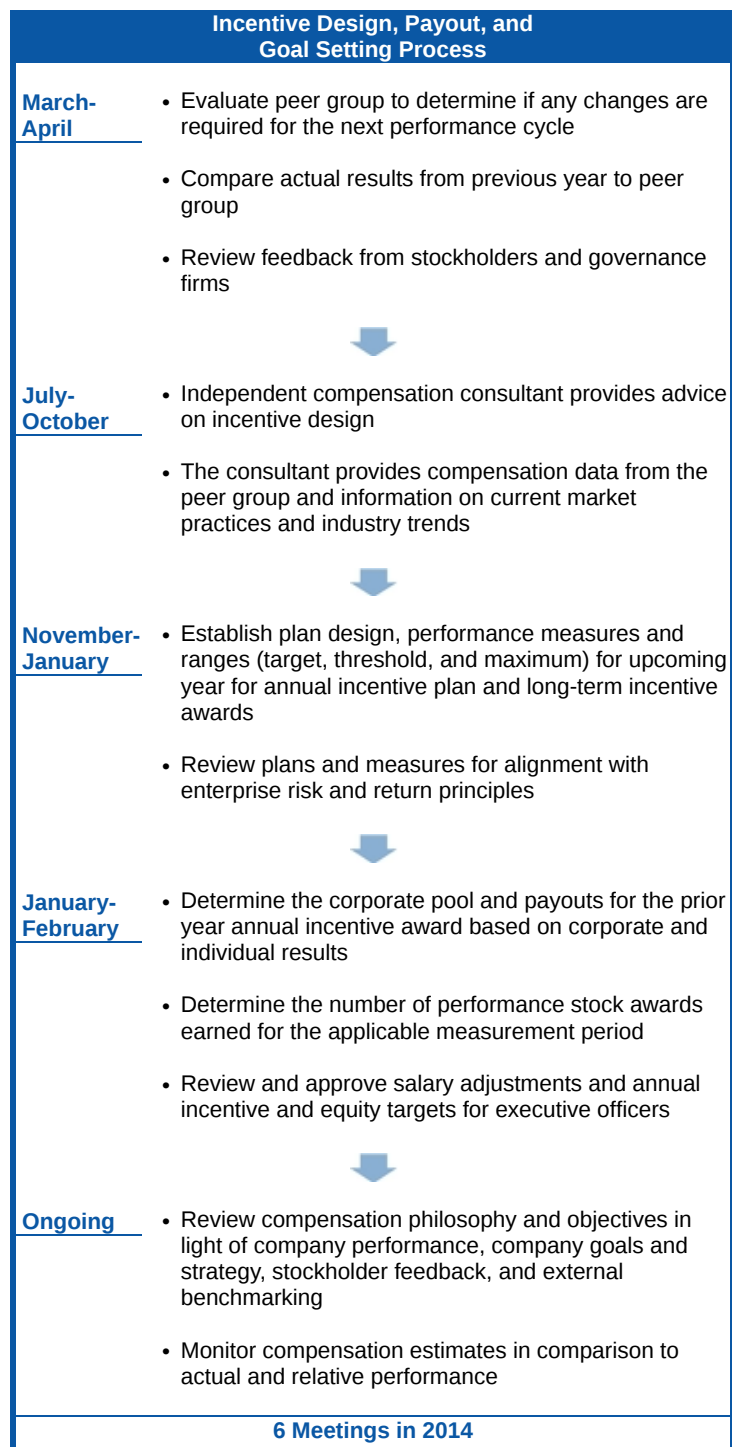 Incentive Design, Payout, and
Goal Setting Process
March-
April
• Evaluate peer group to determine if any changes are
required for the next performance cycle
• Compare actual results from previous year to peer
group
• Review feedback from stockholders and governance
firms
July-
October
• Independent compensation consultant provides advice
on incentive design
• The consultant provides compensation data from the
peer group and information on current market
practices and industry trends
November-
January
• Establish plan design, performance measures and
ranges (target, threshold, and maximum) for upcoming
year for annual incentive plan and long-term incentive
awards
• Review plans and measures for alignment with
enterprise risk and return principles
January-
February
• Determine the corporate pool and payouts for the prior
year annual incentive award based on corporate and
individual results
• Determine the number of performance stock awards
earned for the applicable measurement period
• Review and approve salary adjustments and annual
incentive and equity targets for executive officers
Ongoing
• Review compensation philosophy and objectives in
light of company performance, company goals and
strategy, stockholder feedback, and external
benchmarking
• Monitor compensation estimates in comparison to
actual and relative performance
6 Meetings in 2014